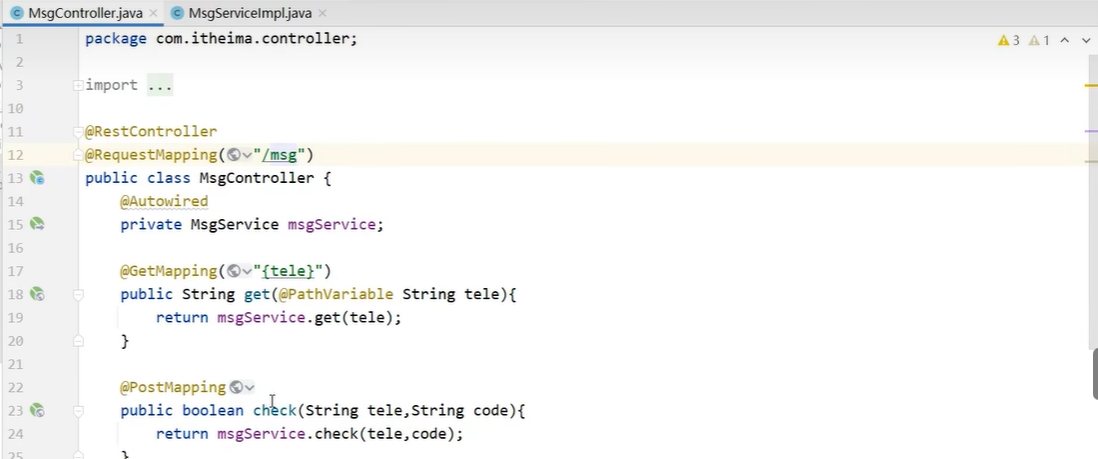 MsgController.java × MsgServiceImpl.java ×
1 package com.itheima.controller; 3 1
2
3 import ...
10
11 @RestController
12 @RequestMapping("/msg")
13 public class MsgController {
14 @Autowired
15 private MsgService msgService;
16
17 @GetMapping("{tele}")
18 public String get(@PathVariable String tele){
19 return msgService.get(tele);
20 }
21
22 @PostMapping
23 public boolean check(String tele,String code){
24 return msgService.check(tele,code);
25 }